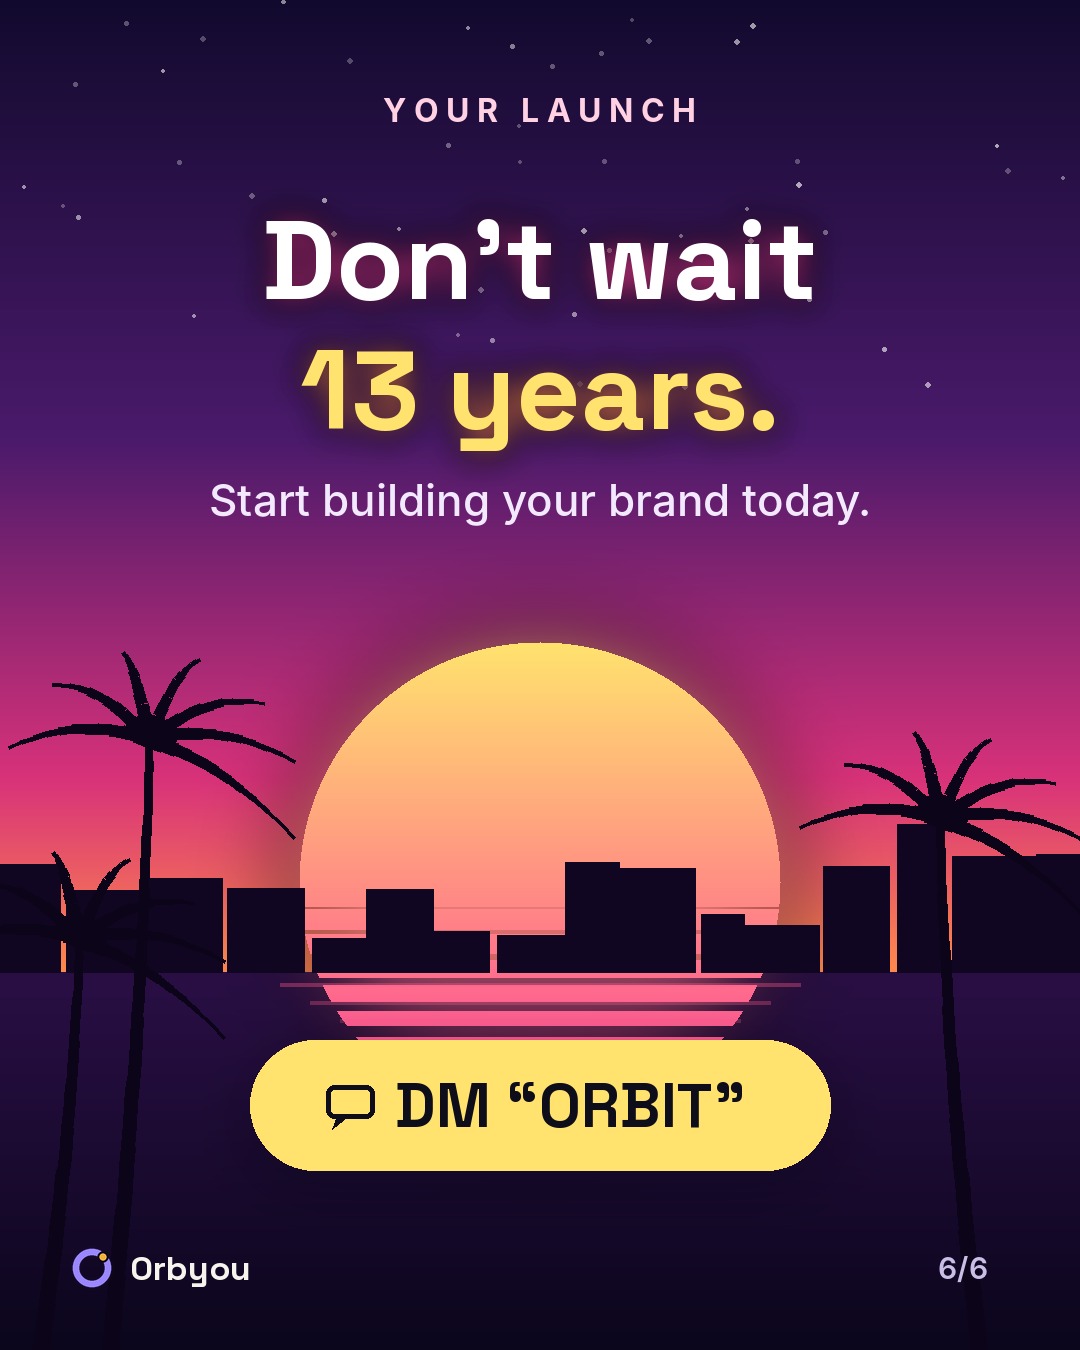 YOUR LAUNCH
Don’t wait
13 years.
Start building your brand today.
DM “ORBIT”
Orbyou
6/6